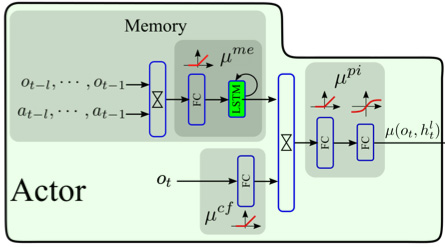 Memory
μ^{me}
o_{t-l}, ⋯, o_{t-1}
a_{t-l}, ⋯, a_{t-1}
FC
LSTM
μ^{pi}
FC
FC
μ(o_t, h_t^l)
o_t
FC
μ^{cf}
Actor